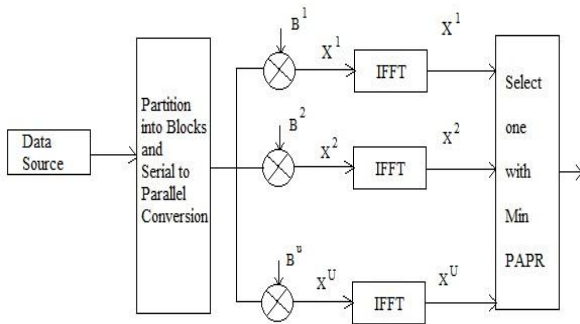 Data
Source
Partition
into Blocks
and
Serial to
Parallel
Conversion
B¹
X¹
IFFT
X¹
B²
X²
IFFT
X²
Bᵘ
Xᵁ
IFFT
Xᵁ
Select
one
with
Min
PAPR